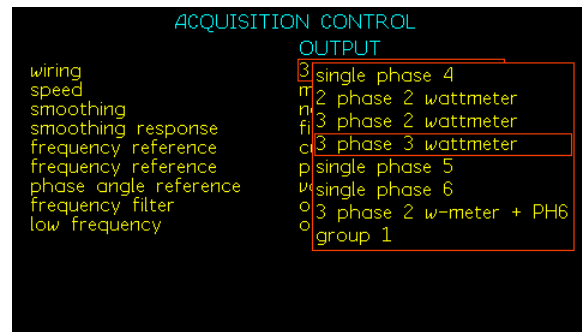 ACQUISITION CONTROL
OUTPUT
wiring 3
speed
smoothing
smoothing response
frequency reference
frequency reference
phase angle reference
frequency filter
low frequency
single phase 4
2 phase 2 wattmeter
3 phase 2 wattmeter
3 phase 3 wattmeter
single phase 5
single phase 6
3 phase 2 w-meter + PH6
group 1